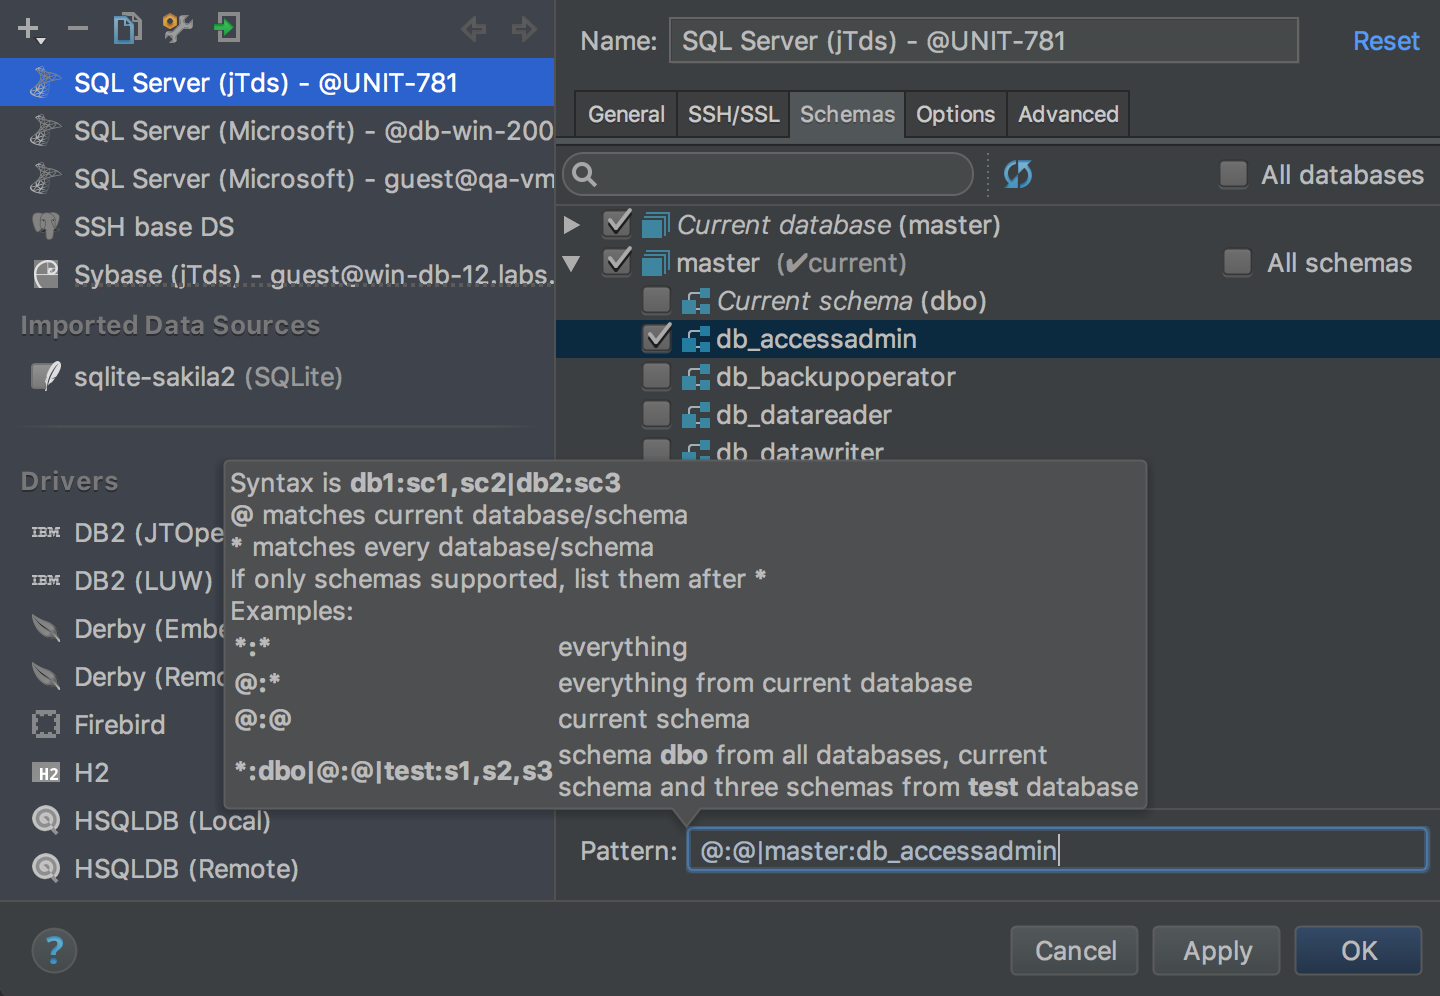 Name: SQL Server (jTds) - @UNIT-781 Reset
SQL Server (jTds) - @UNIT-781
SQL Server (Microsoft) - @db-win-200
SQL Server (Microsoft) - guest@qa-vm
SSH base DS
Sybase (jTds) - guest@win-db-12.labs.
Imported Data Sources
sqlite-sakila2 (SQLite)
Drivers
IBM DB2 (JTOpe
IBM DB2 (LUW)
Derby (Embe
Derby (Remo
Firebird
H2 H2
HSQLDB (Local)
HSQLDB (Remote)
General SSH/SSL Schemas Options Advanced
All databases
Current database (master)
master (✔current) All schemas
Current schema (dbo)
db_accessadmin
db_backupoperator
db_datareader
db_datawriter
Syntax is db1:sc1,sc2|db2:sc3
@ matches current database/schema
* matches every database/schema
If only schemas supported, list them after *
Examples:
*:* everything
@:* everything from current database
@:@ current schema
*:dbo|@:@|test:s1,s2,s3 schema dbo from all databases, current
schema and three schemas from test database
Pattern: @:@|master:db_accessadmin
? Cancel Apply OK